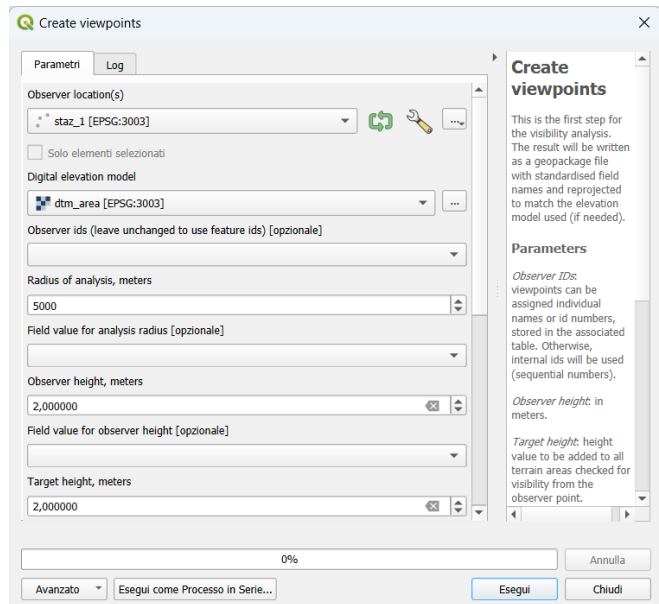 Create viewpoints
Parametri
Log
Observer location(s)
staz_1 [EPSG:3003]
...
Solo elementi selezionati
Digital elevation model
dtm_area [EPSG:3003]
...
Observer ids (leave unchanged to use feature ids) [opzionale]
Radius of analysis, meters
5000
Field value for analysis radius [opzionale]
Observer height, meters
2,000000
Field value for observer height [opzionale]
Target height, meters
2,000000
Create
viewpoints
This is the first step for
the visibility analysis.
The result will be written
as a geopackage file
with standardised field
names and reprojected
to match the elevation
model used (if needed).
Parameters
Observer IDs:
viewpoints can be
assigned individual
names or id numbers,
stored in the associated
table. Otherwise,
internal ids will be used
(sequential numbers).
Observer height: in
meters.
Target height: height
value to be added to all
terrain areas checked for
visibility from the
observer point.
0%
Annulla
Avanzato
Esegui come Processo in Serie...
Esegui
Chiudi